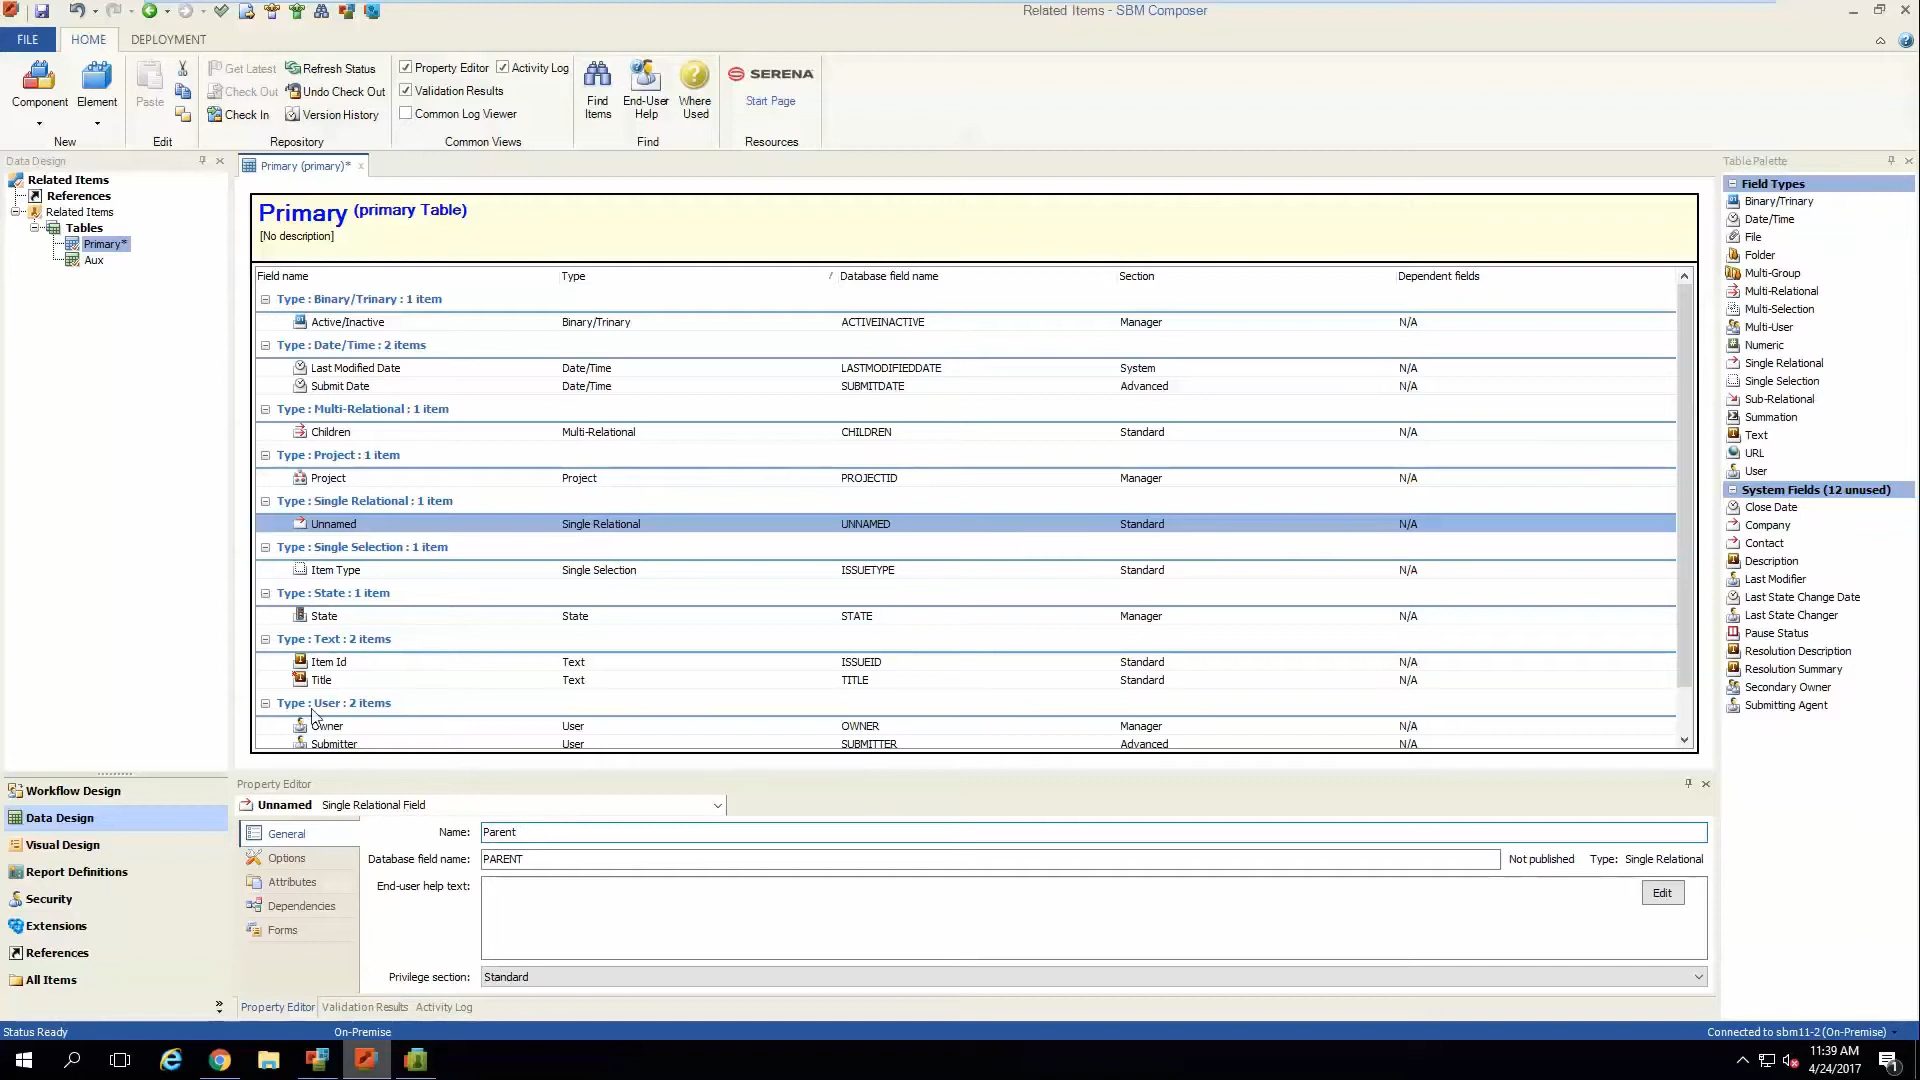 Related Items - SBM Composer
FILE
HOME
DEPLOYMENT
Component
Element
New
Paste
Edit
Get Latest
Refresh Status
Check Out
Undo Check Out
Check In
Version History
Repository
Property Editor
Activity Log
Validation Results
Common Log Viewer
Common Views
Find Items
End-User Help
Where Used
Find
SERENA
Start Page
Resources
Data Design
Related Items
References
Related Items
Tables
Primary*
Aux
Workflow Design
Data Design
Visual Design
Report Definitions
Security
Extensions
References
All Items
Primary (primary)*
Primary (primary Table)
[No description]
Field name Type Database field name Section Dependent fields
Type : Binary/Trinary : 1 item
Active/Inactive Binary/Trinary ACTIVEINACTIVE Manager N/A
Type : Date/Time : 2 items
Last Modified Date Date/Time LASTMODIFIEDDATE System N/A
Submit Date Date/Time SUBMITDATE Advanced N/A
Type : Multi-Relational : 1 item
Children Multi-Relational CHILDREN Standard N/A
Type : Project : 1 item
Project Project PROJECTID Manager N/A
Type : Single Relational : 1 item
Unnamed Single Relational UNNAMED Standard N/A
Type : Single Selection : 1 item
Item Type Single Selection ISSUETYPE Standard N/A
Type : State : 1 item
State State STATE Manager N/A
Type : Text : 2 items
Item Id Text ISSUEID Standard N/A
Title Text TITLE Standard N/A
Type : User : 2 items
Owner User OWNER Manager N/A
Submitter User SUBMITTER Advanced N/A
Property Editor
Unnamed Single Relational Field
General
Options
Attributes
Dependencies
Forms
Name: Parent
Database field name: PARENT Not published Type: Single Relational
End-user help text:
Edit
Privilege section: Standard
Property Editor Validation Results Activity Log
Table Palette
Field Types
Binary/Trinary
Date/Time
File
Folder
Multi-Group
Multi-Relational
Multi-Selection
Multi-User
Numeric
Single Relational
Single Selection
Sub-Relational
Summation
Text
URL
User
System Fields (12 unused)
Close Date
Company
Contact
Description
Last Modifier
Last State Change Date
Last State Changer
Pause Status
Resolution Description
Resolution Summary
Secondary Owner
Submitting Agent
Status Ready On-Premise Connected to sbm11-2 (On-Premise)
11:39 AM
4/24/2017
1